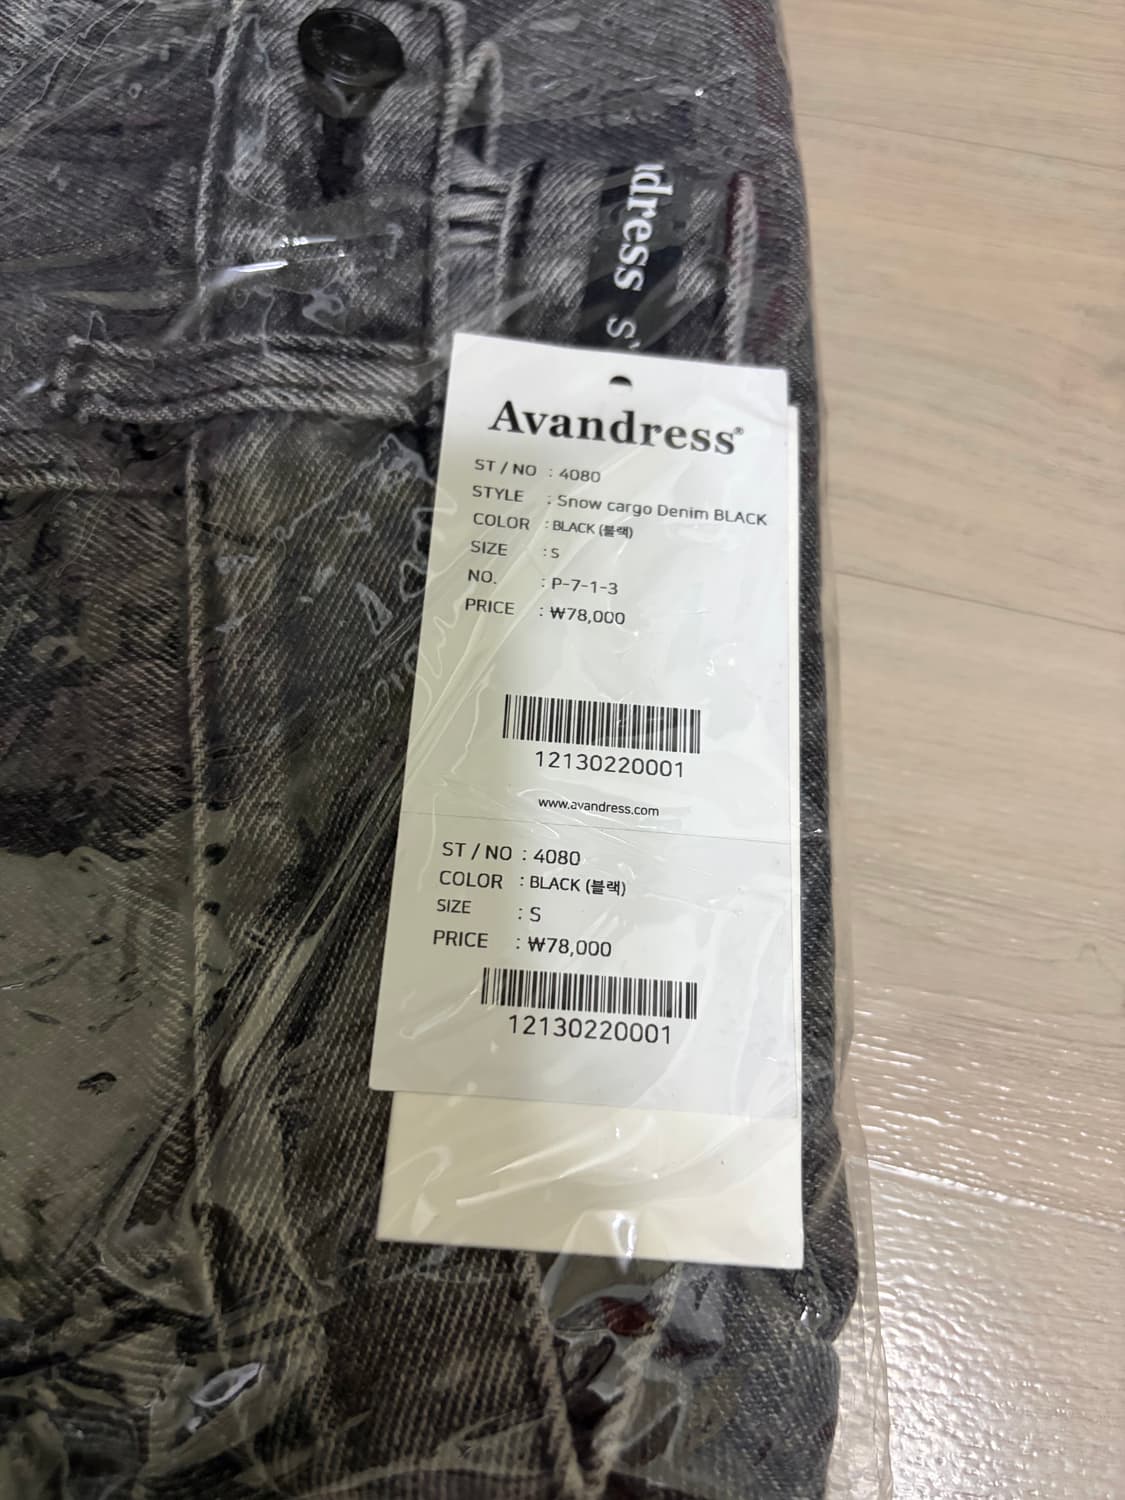 ndress S
Avandress®
ST / NO : 4080
STYLE : Snow cargo Denim BLACK
COLOR : BLACK (블랙)
SIZE : S
NO. : P-7-1-3
PRICE : ₩78,000
12130220001
www.avandress.com
ST / NO : 4080
COLOR : BLACK (블랙)
SIZE : S
PRICE : ₩78,000
12130220001